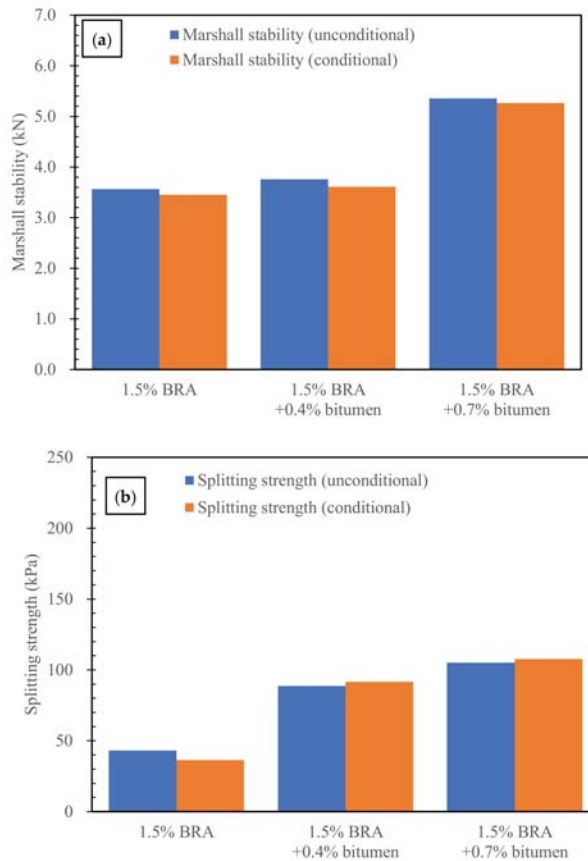 (a)
Marshall stability (unconditional)
Marshall stability (conditional)
Marshall stability (kN)
7.0
6.0
5.0
4.0
3.0
2.0
1.0
0.0
1.5% BRA
1.5% BRA
+0.4% bitumen
1.5% BRA
+0.7% bitumen
(b)
Splitting strength (unconditional)
Splitting strength (conditional)
Splitting strength (kPa)
250
200
150
100
50
0
1.5% BRA
1.5% BRA
+0.4% bitumen
1.5% BRA
+0.7% bitumen